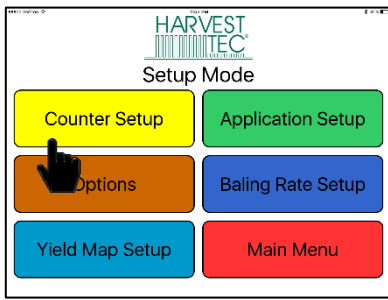 HARVEST
TEC
Setup Mode
Counter Setup
Application Setup
Options
Baling Rate Setup
Yield Map Setup
Main Menu